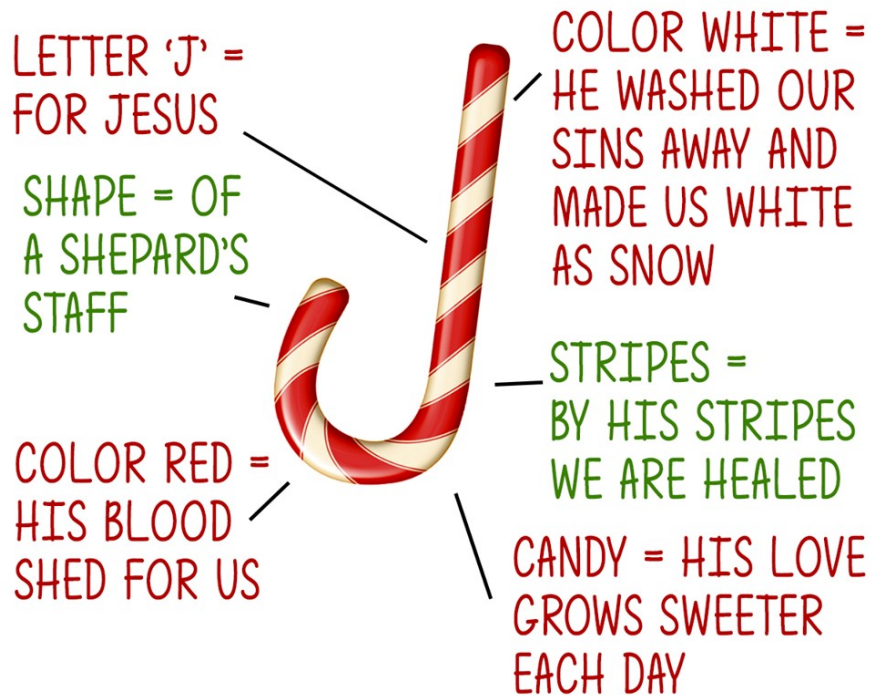 LETTER ‘J’ =
FOR JESUS
SHAPE = OF
A SHEPARD'S
STAFF
COLOR RED =
HIS BLOOD
SHED FOR US
COLOR WHITE =
HE WASHED OUR
SINS AWAY AND
MADE US WHITE
AS SNOW
STRIPES =
BY HIS STRIPES
WE ARE HEALED
CANDY = HIS LOVE
GROWS SWEETER
EACH DAY